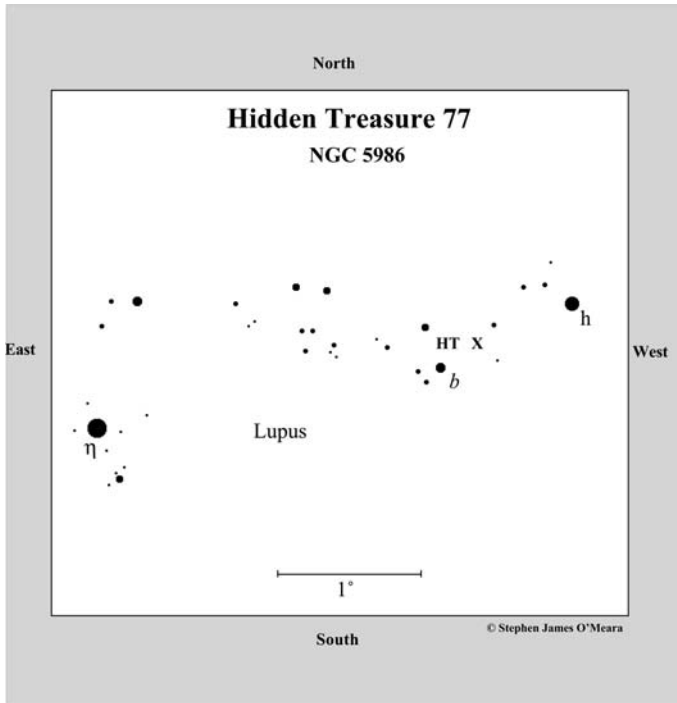 North
Hidden Treasure 77
NGC 5986
h
HT X
East
West
b
Lupus
η
1°
South
© Stephen James O'Meara